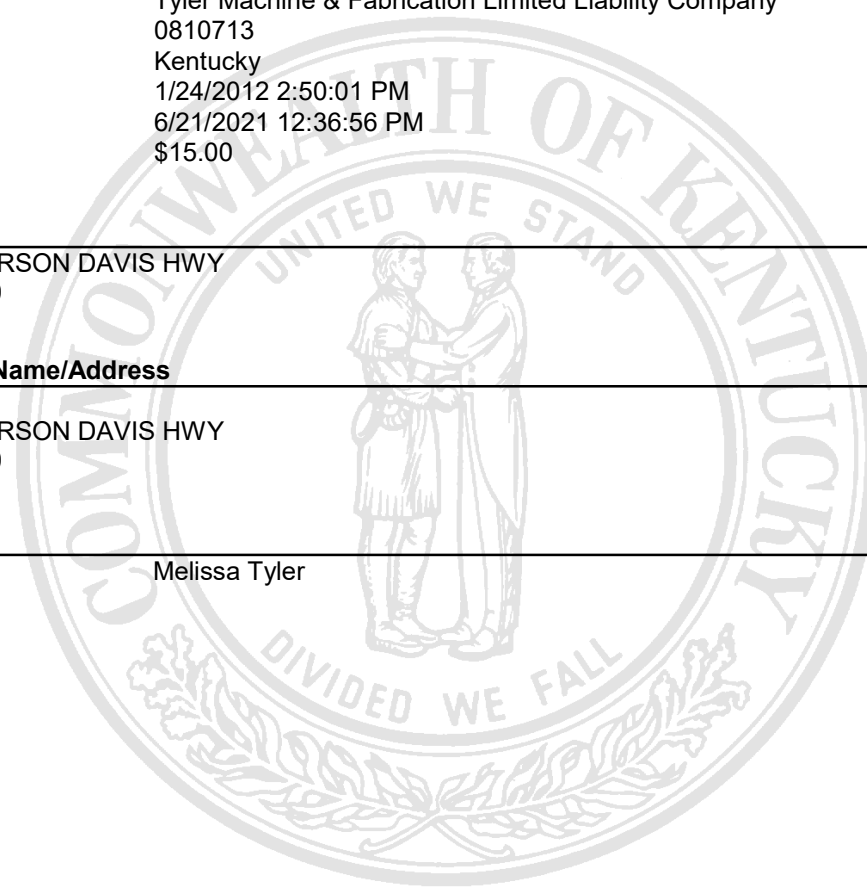 Tyler Machine & Fabrication Limited Liability Company
0810713
Kentucky
1/24/2012 2:50:01 PM
6/21/2021 12:36:56 PM
$15.00
COMMONWEALTH OF KENTUCKY
UNITED WE STAND
RSON DAVIS HWY
Name/Address
RSON DAVIS HWY
Melissa Tyler
DIVIDED WE FALL